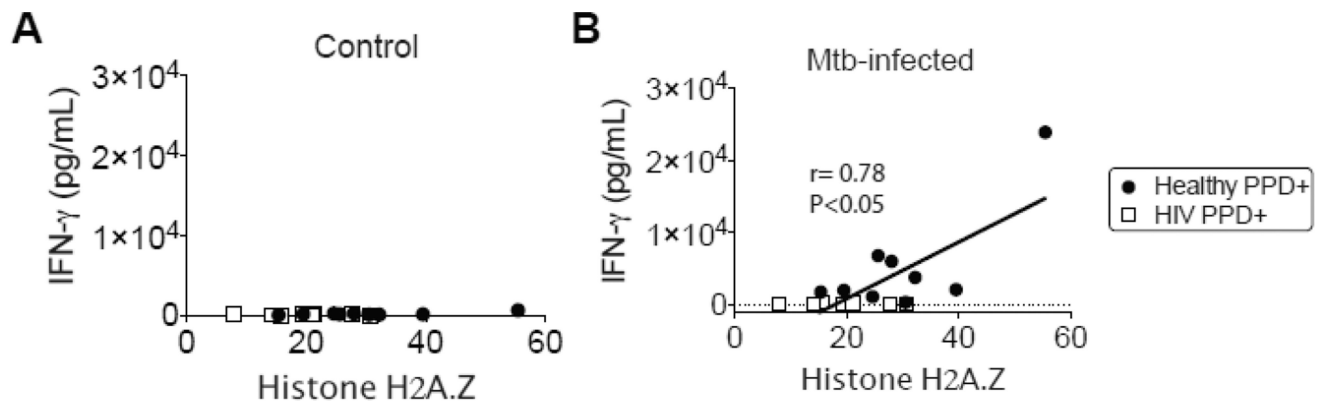 A
Control
3×10⁴
2×10⁴
1×10⁴
0
IFN-γ (pg/mL)
0 20 40 60
Histone H2A.Z
B
Mtb-infected
3×10⁴
2×10⁴
1×10⁴
0
IFN-γ (pg/mL)
r= 0.78
P<0.05
0 20 40 60
Histone H2A.Z
Healthy PPD+
HIV PPD+